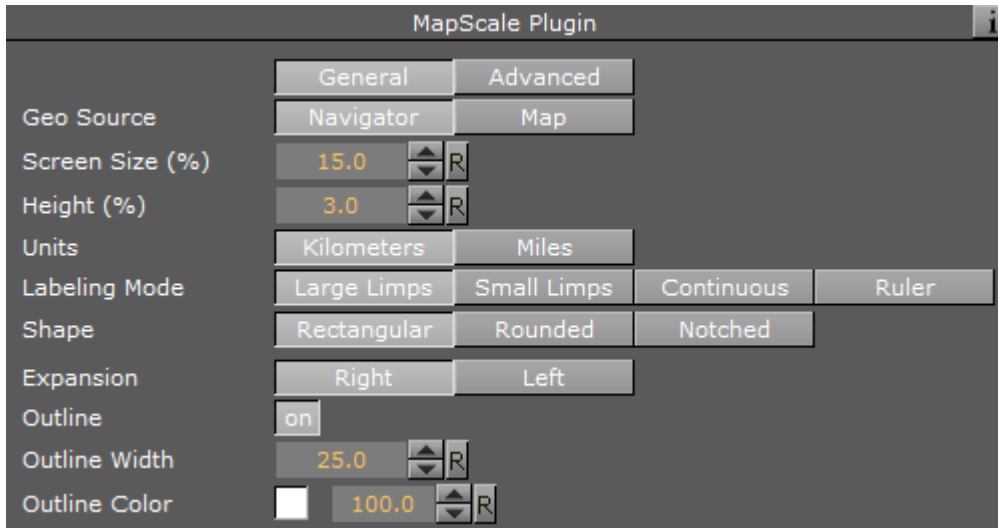 MapScale Plugin i
General Advanced
Geo Source Navigator Map
Screen Size (%) 15.0 R
Height (%) 3.0 R
Units Kilometers Miles
Labeling Mode Large Limps Small Limps Continuous Ruler
Shape Rectangular Rounded Notched
Expansion Right Left
Outline on
Outline Width 25.0 R
Outline Color 100.0 R